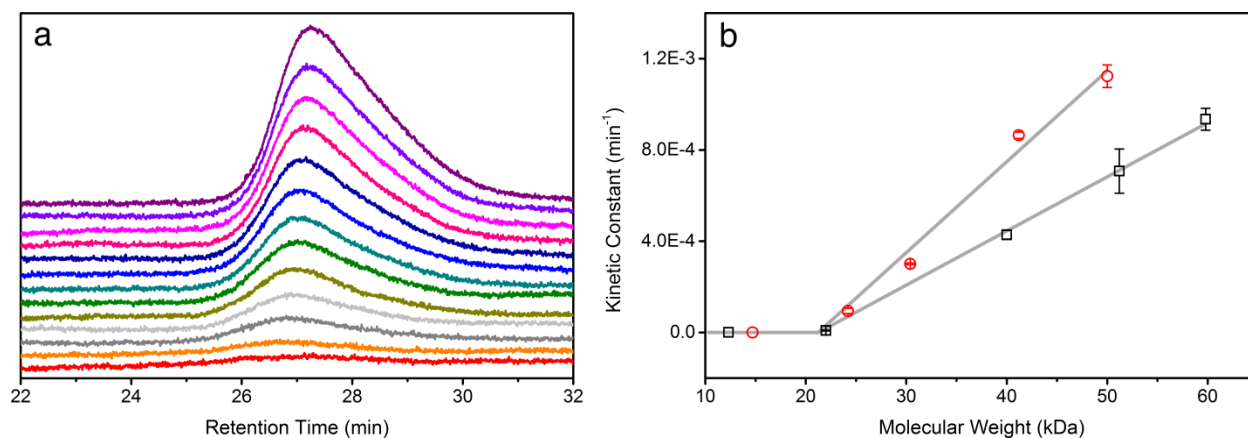 a
22 24 26 28 30 32
Retention Time (min)
b
1.2E-3
8.0E-4
4.0E-4
0.0
Kinetic Constant (min⁻¹)
10 20 30 40 50 60
Molecular Weight (kDa)